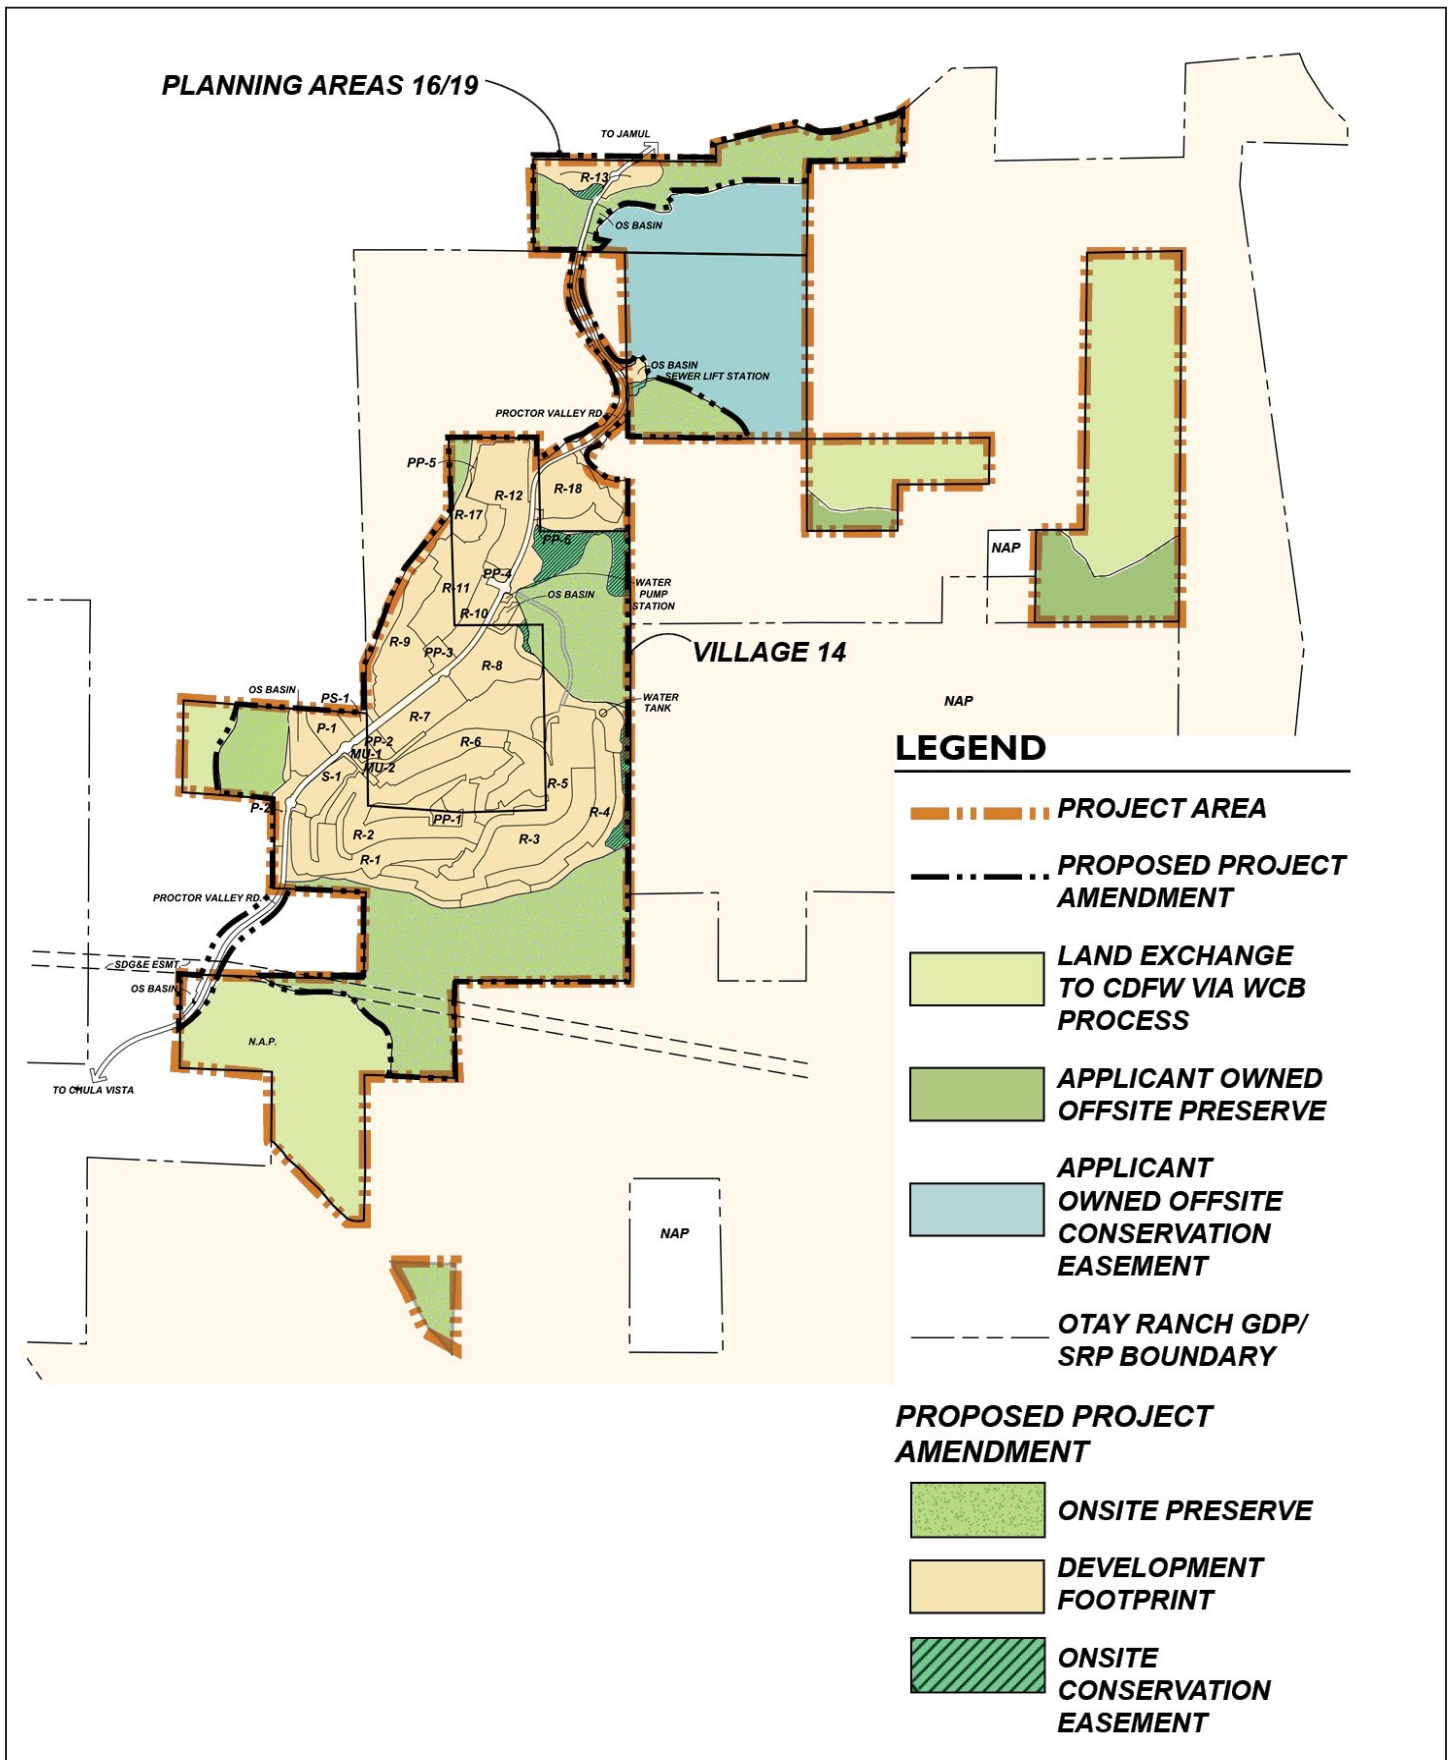 PLANNING AREAS 16/19
TO JAMUL
R-13
OS BASIN
OS BASIN
SEWER LIFT STATION
PROCTOR VALLEY RD.
PP-5
R-12
R-18
R-17
PP-6
NAP
PP-4
R-11
WATER
PUMP
STATION
OS BASIN
R-10
R-9
PP-3
R-8
VILLAGE 14
OS BASIN
PS-1
WATER
TANK
NAP
P-1
R-7
PP-2
R-6
MU-1
MU-2
S-1
R-5
P-2
R-4
PP-1
R-2
R-3
R-1
PROCTOR VALLEY RD.
SDG&E ESMT.
OS BASIN
N.A.P.
TO CHULA VISTA
NAP
LEGEND
PROJECT AREA
PROPOSED PROJECT
AMENDMENT
LAND EXCHANGE
TO CDFW VIA WCB
PROCESS
APPLICANT OWNED
OFFSITE PRESERVE
APPLICANT
OWNED OFFSITE
CONSERVATION
EASEMENT
OTAY RANCH GDP/
SRP BOUNDARY
PROPOSED PROJECT
AMENDMENT
ONSITE PRESERVE
DEVELOPMENT
FOOTPRINT
ONSITE
CONSERVATION
EASEMENT